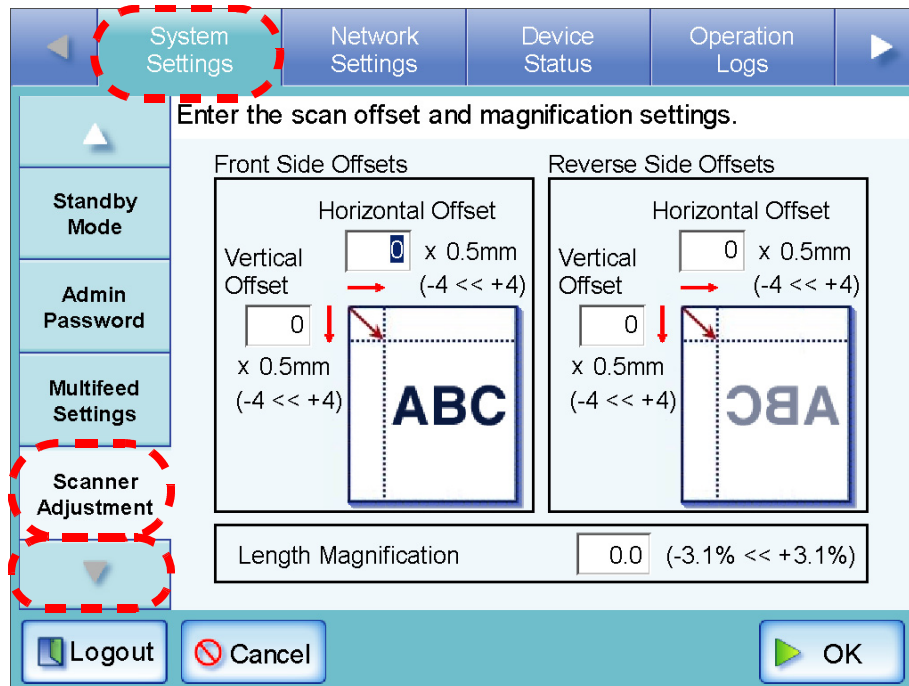 System
Settings
Network
Settings
Device
Status
Operation
Logs
Enter the scan offset and magnification settings.
Standby
Mode
Admin
Password
Multifeed
Settings
Scanner
Adjustment
Front Side Offsets
Horizontal Offset
0 x 0.5mm
(-4 << +4)
Vertical
Offset
0
x 0.5mm
(-4 << +4)
ABC
Reverse Side Offsets
Horizontal Offset
0 x 0.5mm
(-4 << +4)
Vertical
Offset
0
x 0.5mm
(-4 << +4)
ABC
Length Magnification 0.0 (-3.1% << +3.1%)
Logout
Cancel
OK